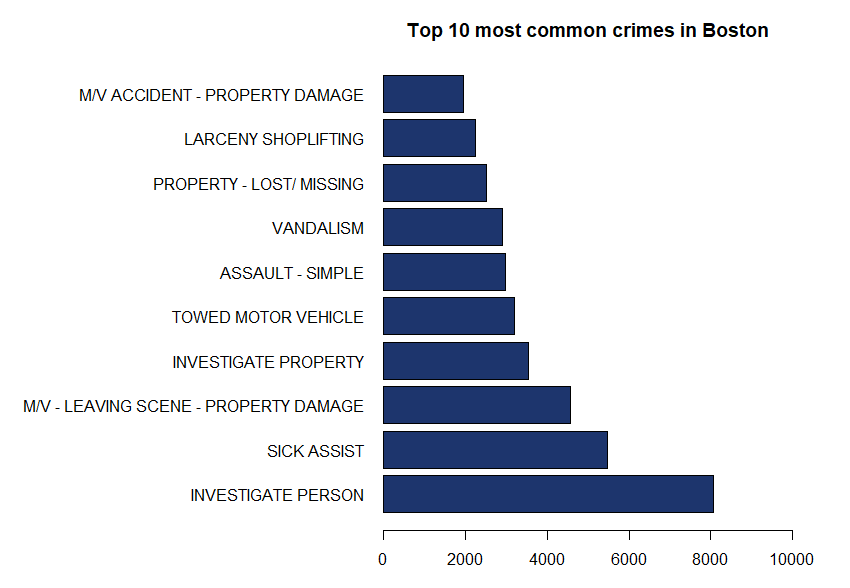 Top 10 most common crimes in Boston
M/V ACCIDENT - PROPERTY DAMAGE
LARCENY SHOPLIFTING
PROPERTY - LOST/ MISSING
VANDALISM
ASSAULT - SIMPLE
TOWED MOTOR VEHICLE
INVESTIGATE PROPERTY
M/V - LEAVING SCENE - PROPERTY DAMAGE
SICK ASSIST
INVESTIGATE PERSON
0 2000 4000 6000 8000 10000